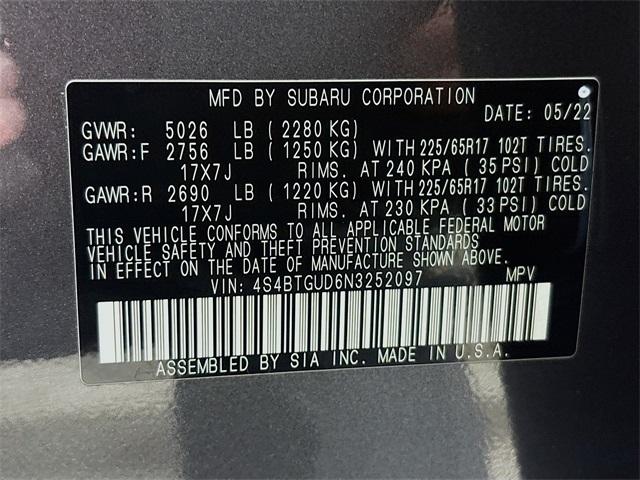 MFD BY SUBARU CORPORATION
DATE: 05/22
GVWR: 5026 LB ( 2280 KG)
GAWR:F 2756 LB ( 1250 KG) WITH 225/65R17 102T TIRES.
17X7J RIMS. AT 240 KPA ( 35 PSI) COLD
GAWR:R 2690 LB ( 1220 KG) WITH 225/65R17 102T TIRES.
17X7J RIMS. AT 230 KPA ( 33 PSI) COLD
THIS VEHICLE CONFORMS TO ALL APPLICABLE FEDERAL MOTOR
VEHICLE SAFETY AND THEFT PREVENTION STANDARDS
IN EFFECT ON THE DATE OF MANUFACTURE SHOWN ABOVE.
VIN: 4S4BTGUD6N3252097 MPV
ASSEMBLED BY SIA INC. MADE IN U.S.A.